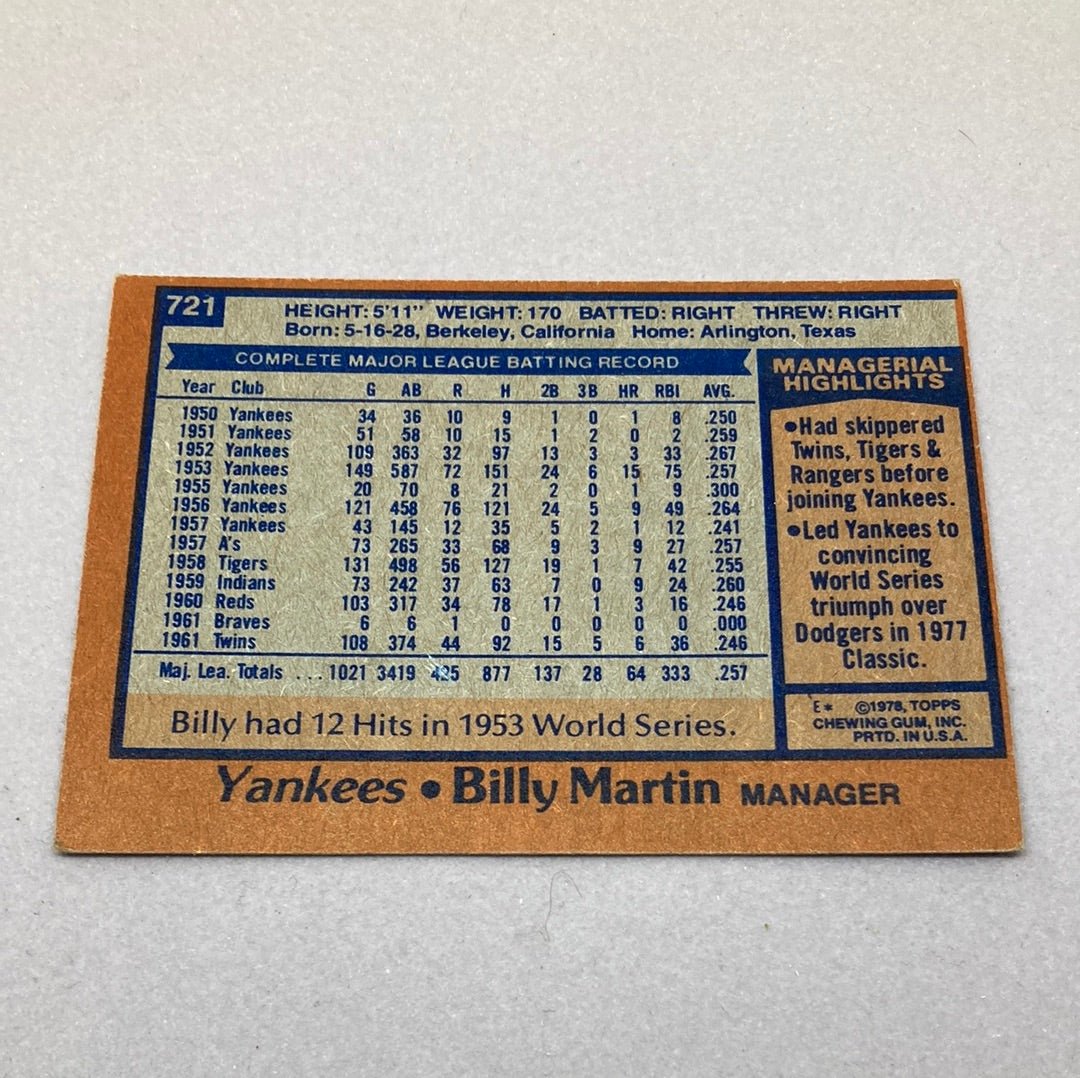 721
HEIGHT: 5'11" WEIGHT: 170 BATTED: RIGHT THREW: RIGHT
Born: 5-16-28, Berkeley, California Home: Arlington, Texas
COMPLETE MAJOR LEAGUE BATTING RECORD
Year Club G AB R H 2B 3B HR RBI AVG.
1950 Yankees 34 36 10 9 1 0 1 8 .250
1951 Yankees 51 58 10 15 1 2 0 2 .259
1952 Yankees 109 363 32 97 13 3 3 33 .267
1953 Yankees 149 587 72 151 24 6 15 75 .257
1955 Yankees 20 70 8 21 2 0 1 9 .300
1956 Yankees 121 458 76 121 24 5 9 49 .264
1957 Yankees 43 145 12 35 5 2 1 12 .241
1957 A's 73 265 33 68 9 3 9 27 .257
1958 Tigers 131 498 56 127 19 1 7 42 .255
1959 Indians 73 242 37 63 7 0 9 24 .260
1960 Reds 103 317 34 78 17 1 3 16 .246
1961 Braves 6 6 1 0 0 0 0 0 .000
1961 Twins 108 374 44 92 15 5 6 36 .246
Maj. Lea. Totals ... 1021 3419 425 877 137 28 64 333 .257
Billy had 12 Hits in 1953 World Series.
MANAGERIAL
HIGHLIGHTS
•Had skippered
Twins, Tigers &
Rangers before
joining Yankees.
•Led Yankees to
convincing
World Series
triumph over
Dodgers in 1977
Classic.
E* ©1978, TOPPS
CHEWING GUM, INC.
PRTD. IN U.S.A.
Yankees • Billy Martin MANAGER